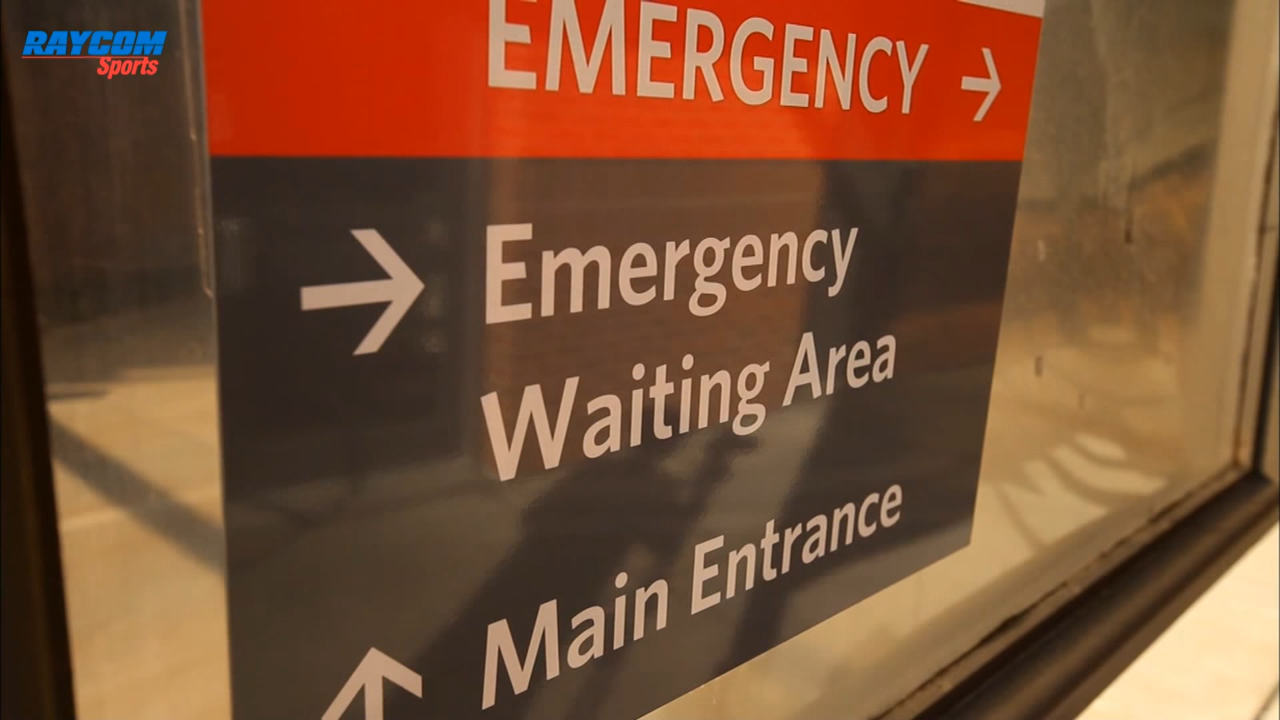 RAYCOM
Sports
EMERGENCY →
→ Emergency
Waiting Area
↑ Main Entrance